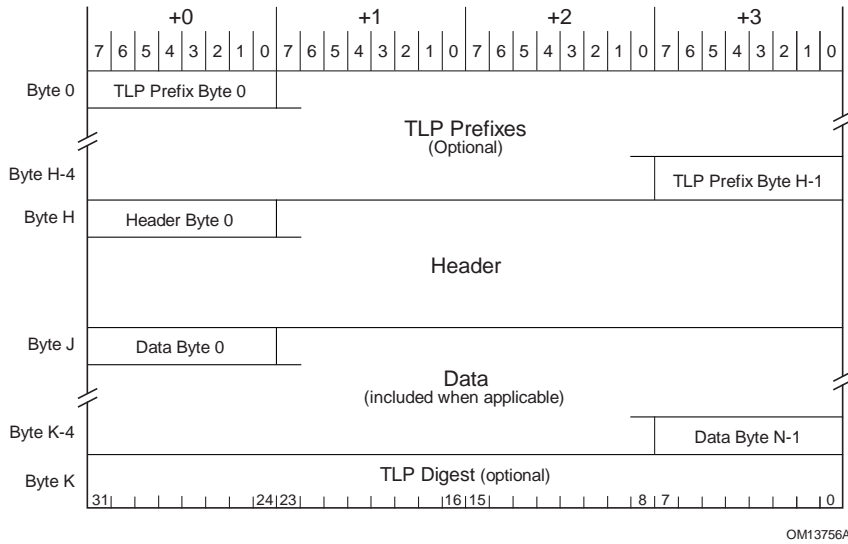 +0 +1 +2 +3
7 6 5 4 3 2 1 0 7 6 5 4 3 2 1 0 7 6 5 4 3 2 1 0 7 6 5 4 3 2 1 0
Byte 0 TLP Prefix Byte 0
TLP Prefixes
(Optional)
Byte H-4 TLP Prefix Byte H-1
Byte H Header Byte 0
Header
Byte J Data Byte 0
Data
(included when applicable)
Byte K-4 Data Byte N-1
TLP Digest (optional)
Byte K
31 24 23 16 15 8 7 0
OM13756A